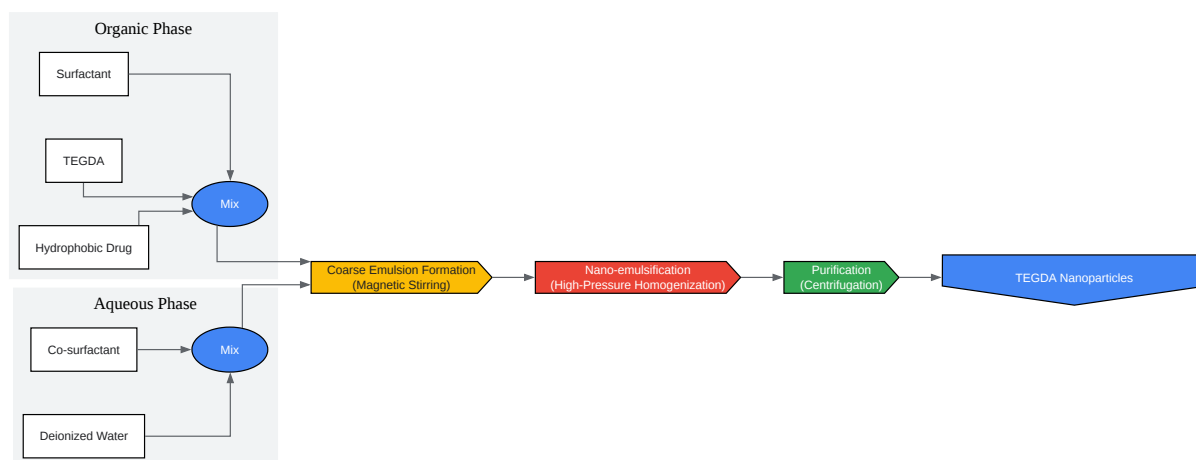 Organic Phase
Surfactant
TEGDA
Mix
Hydrophobic Drug
Coarse Emulsion Formation
(Magnetic Stirring)
Nano-emulsification
(High-Pressure Homogenization)
Purification
(Centrifugation)
TEGDA Nanoparticles
Aqueous Phase
Co-surfactant
Mix
Deionized Water